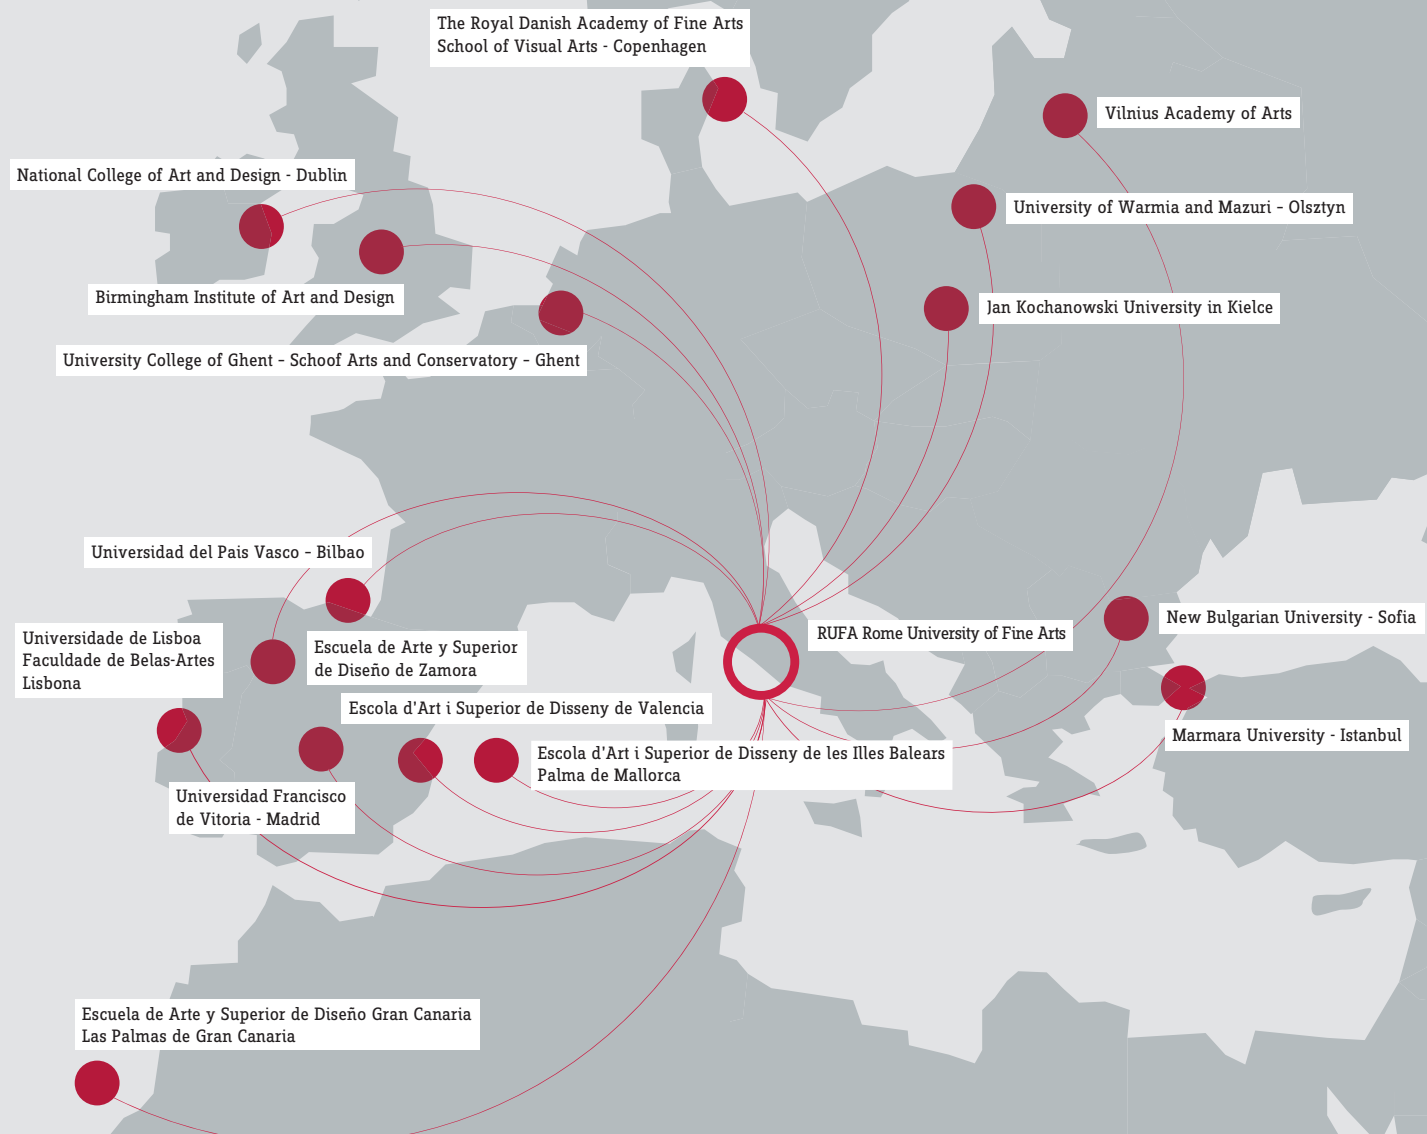 The Royal Danish Academy of Fine Arts
School of Visual Arts - Copenhagen
Vilnius Academy of Arts
National College of Art and Design - Dublin
University of Warmia and Mazuri - Olsztyn
Birmingham Institute of Art and Design
Jan Kochanowski University in Kielce
University College of Ghent - Schoof Arts and Conservatory - Ghent
Universidad del Pais Vasco - Bilbao
New Bulgarian University - Sofia
RUFA Rome University of Fine Arts
Universidade de Lisboa
Faculdade de Belas-Artes
Lisbona
Escuela de Arte y Superior
de Diseño de Zamora
Escola d'Art i Superior de Disseny de Valencia
Marmara University - Istanbul
Escola d'Art i Superior de Disseny de les Illes Balears
Palma de Mallorca
Universidad Francisco
de Vitoria - Madrid
Escuela de Arte y Superior de Diseño Gran Canaria
Las Palmas de Gran Canaria